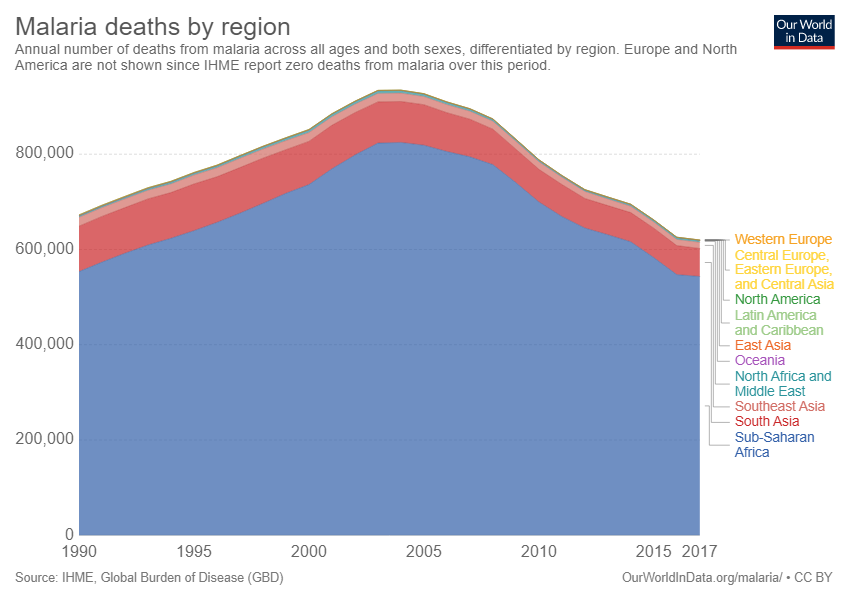 Malaria deaths by region
Our World
in Data
Annual number of deaths from malaria across all ages and both sexes, differentiated by region. Europe and North
America are not shown since IHME report zero deaths from malaria over this period.
800,000
600,000
400,000
200,000
0
1990
1995
2000
2005
2010
2015
2017
Western Europe
Central Europe,
Eastern Europe,
and Central Asia
North America
Latin America
and Caribbean
East Asia
Oceania
North Africa and
Middle East
Southeast Asia
South Asia
Sub-Saharan
Africa
Source: IHME, Global Burden of Disease (GBD)
OurWorldInData.org/malaria/ • CC BY